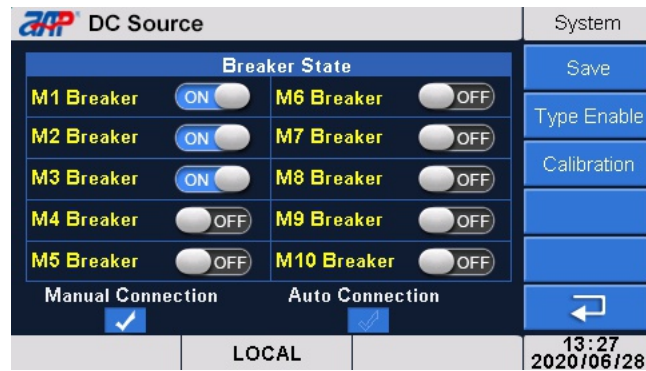 AAP DC Source
System
Breaker State
M1 Breaker ON M6 Breaker OFF
M2 Breaker ON M7 Breaker OFF
M3 Breaker ON M8 Breaker OFF
M4 Breaker OFF M9 Breaker OFF
M5 Breaker OFF M10 Breaker OFF
Manual Connection Auto Connection
Save
Type Enable
Calibration
LOCAL
13:27
2020/06/28